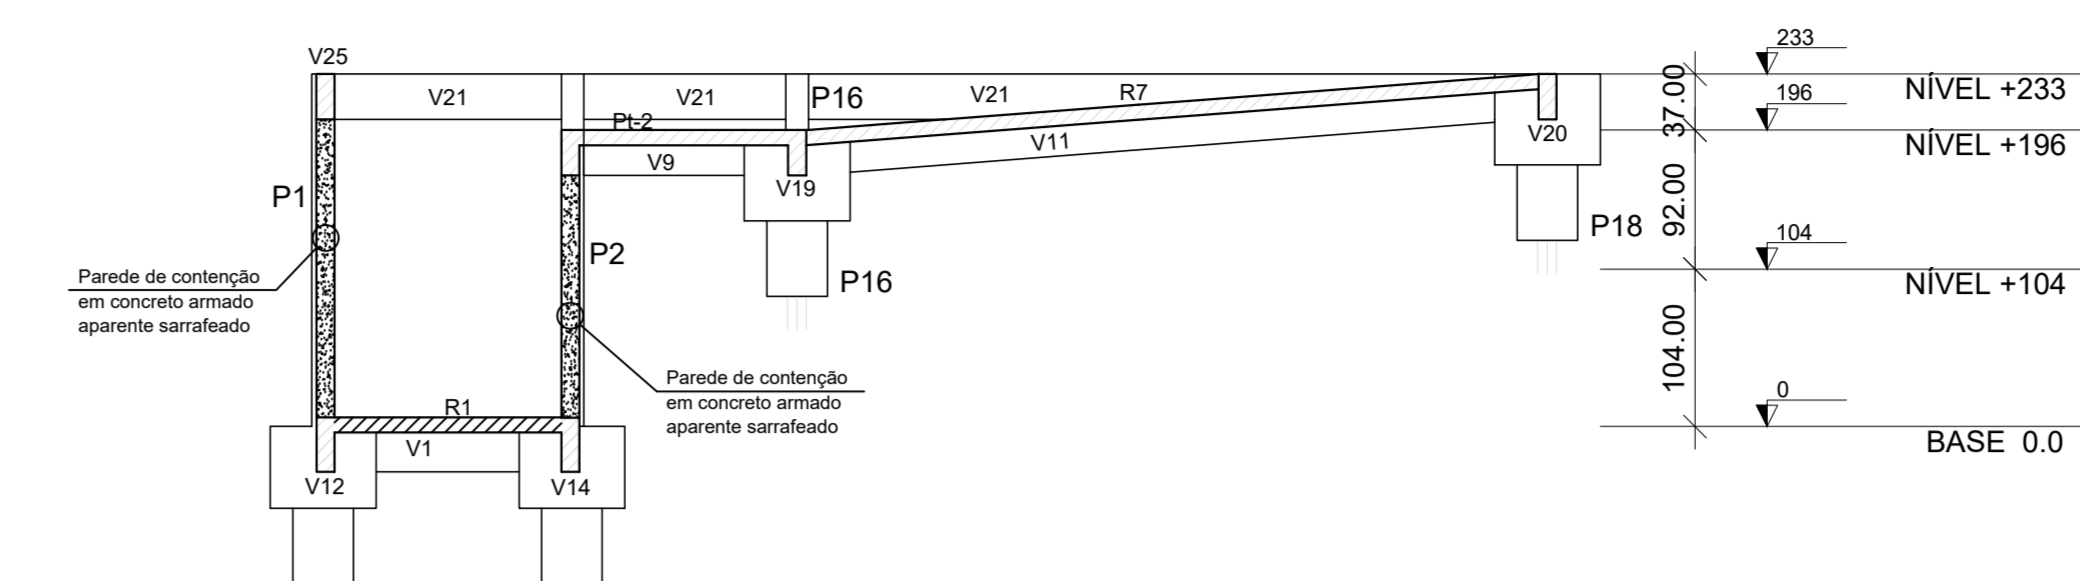 V25
233
V21
V21
P16
V21
R7
37.00
NÍVEL +233
196
Pt-2
V20
V11
NÍVEL +196
V9
V19
P1
92.00
P18
104
P2
Parede de contenção
em concreto armado
aparente sarrafeado
P16
NÍVEL +104
104.00
Parede de contenção
em concreto armado
aparente sarrafeado
0
R1
V1
BASE 0.0
V12
V14